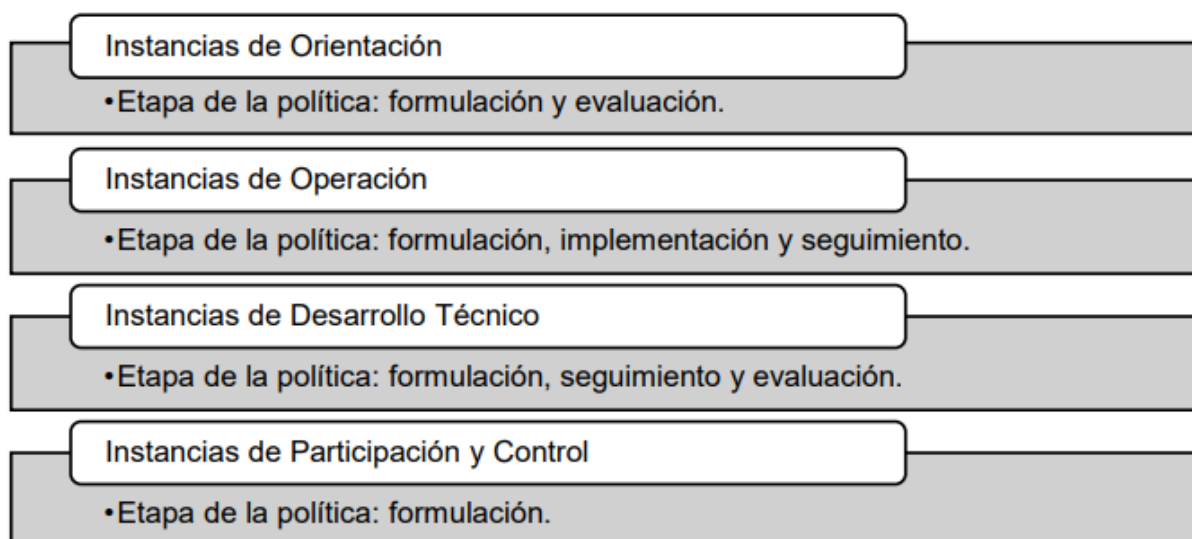 Instancias de Orientación
•Etapa de la política: formulación y evaluación.
Instancias de Operación
•Etapa de la política: formulación, implementación y seguimiento.
Instancias de Desarrollo Técnico
•Etapa de la política: formulación, seguimiento y evaluación.
Instancias de Participación y Control
•Etapa de la política: formulación.